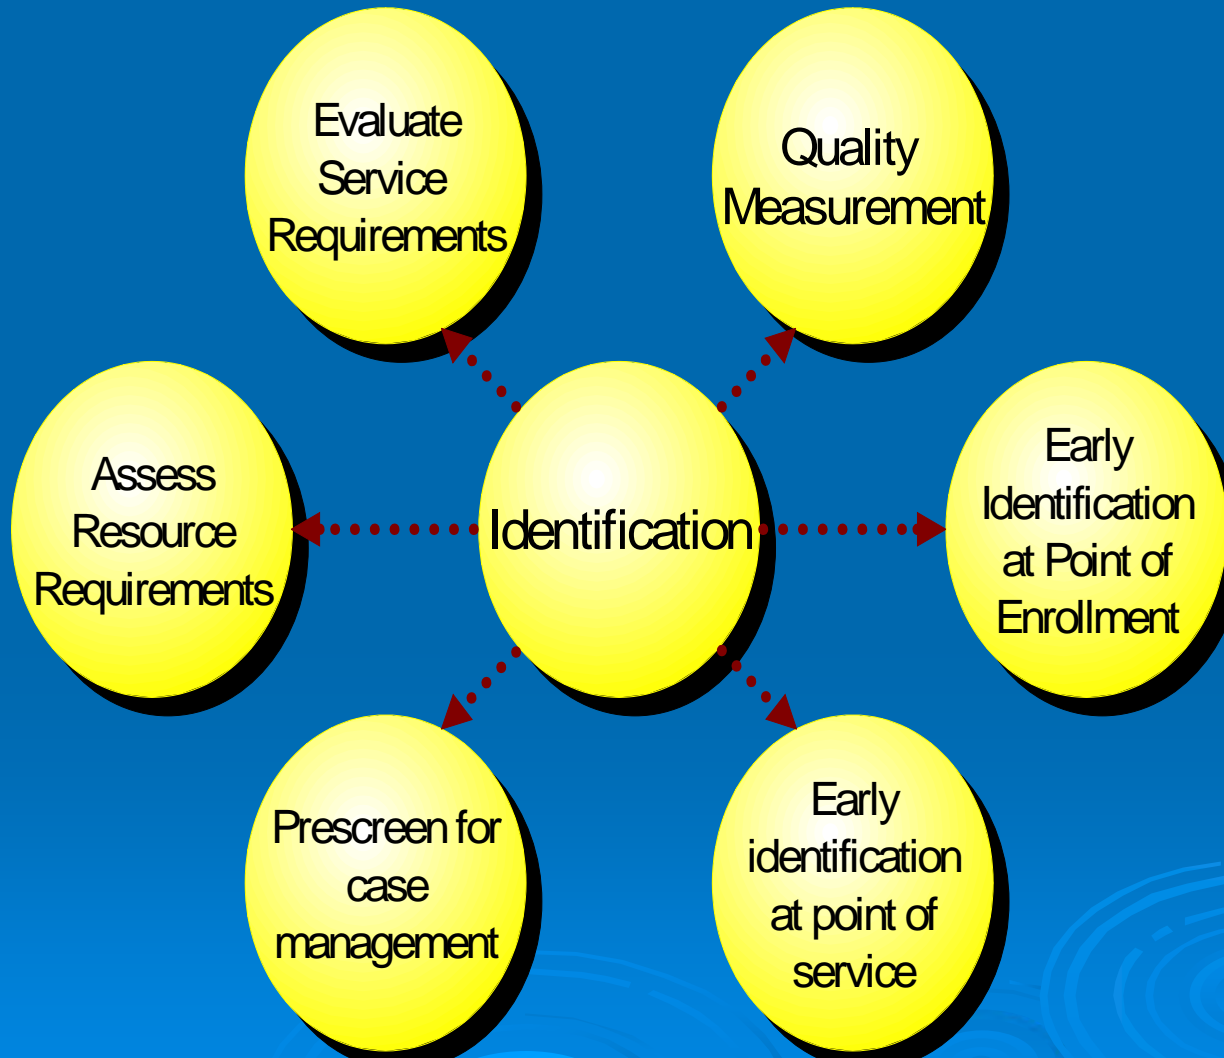 Evaluate
Service
Requirements
Quality
Measurement
Assess
Resource
Requirements
Identification
Early
Identification
at Point of
Enrollment
Prescreen for
case
management
Early
identification
at point of
service